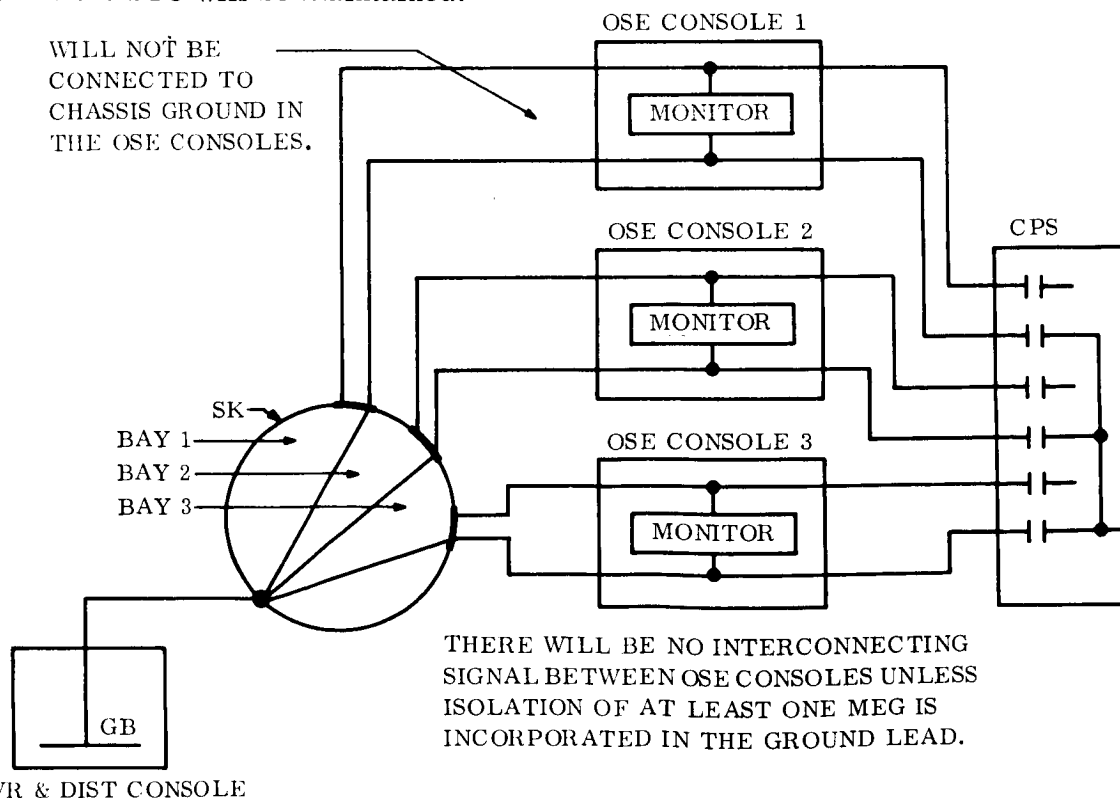 OSE CONSOLE 1
WILL NOT BE
CONNECTED TO
CHASSIS GROUND IN
THE OSE CONSOLES.
MONITOR
OSE CONSOLE 2
CPS
MONITOR
SK
BAY 1
BAY 2
BAY 3
OSE CONSOLE 3
MONITOR
THERE WILL BE NO INTERCONNECTING
SIGNAL BETWEEN OSE CONSOLES UNLESS
ISOLATION OF AT LEAST ONE MEG IS
INCORPORATED IN THE GROUND LEAD.
GB
& DIST CONSOLE